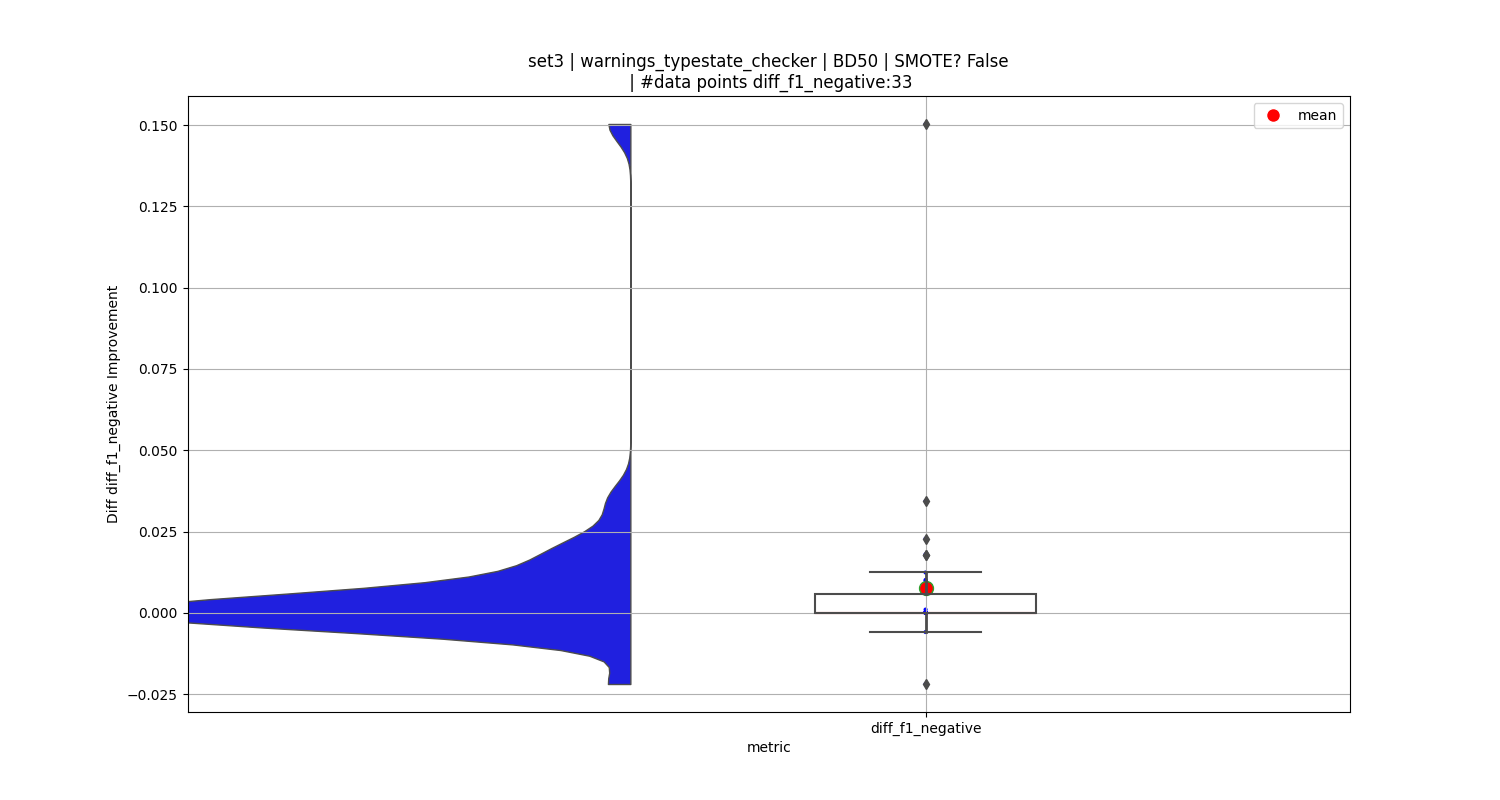 set3 | warnings_typestate_checker | BD50 | SMOTE? False
| #data points diff_f1_negative:33
mean
0.150
0.125
0.100
0.075
0.050
0.025
0.000
−0.025
Diff diff_f1_negative Improvement
diff_f1_negative
metric